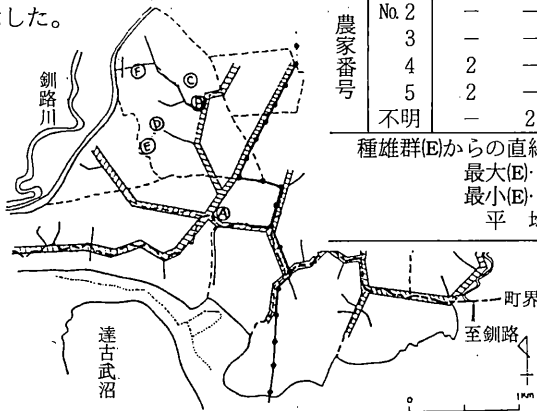 した。
釧路川
達古武沼
Ⓕ
Ⓒ
Ⓓ
Ⓔ
Ⓐ
町界
至釧路
0
1km
農家番号
No. 2 － －
3 － －
4 2 －
5 2 －
不明 － 2
種雄群(E)からの直
最大(E)·
最小(E)·
平